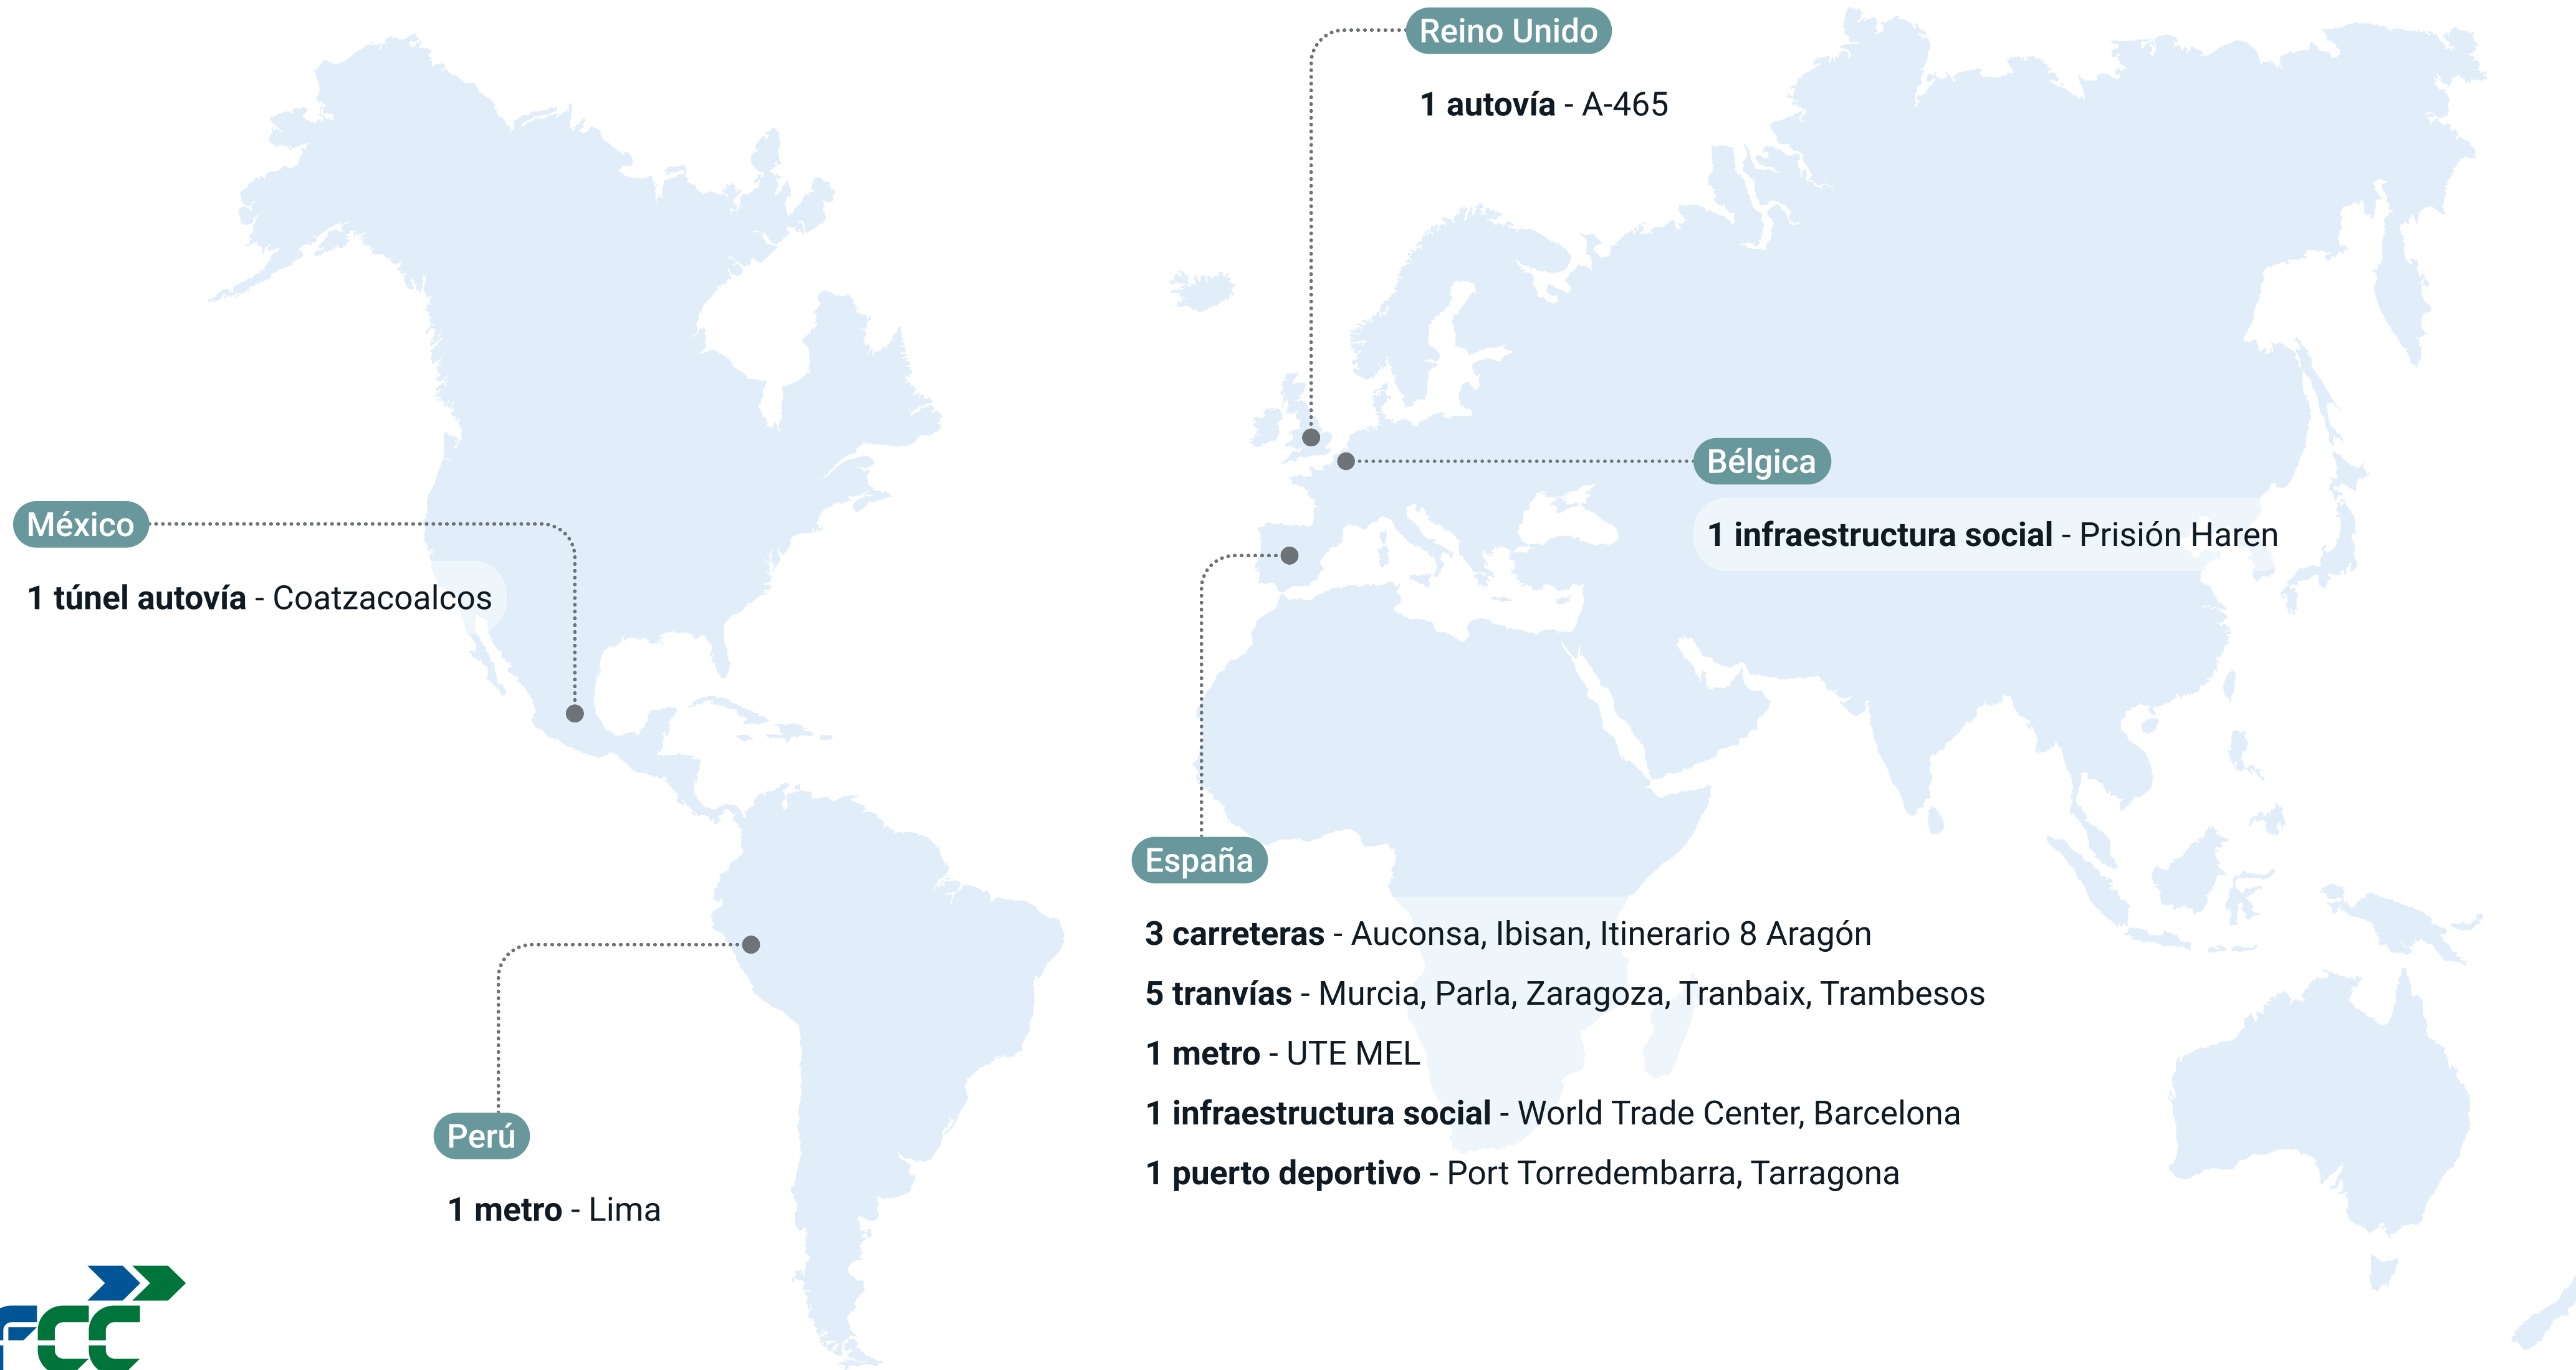 Reino Unido
1 autovía - A-465
Bélgica
1 infraestructura social - Prisión Haren
México
1 túnel autovía - Coatzacoalcos
España
3 carreteras - Auconsa, Ibisan, Itinerario 8 Aragón
5 tranvías - Murcia, Parla, Zaragoza, Tranbaix, Trambesos
1 metro - UTE MEL
1 infraestructura social - World Trade Center, Barcelona
1 puerto deportivo - Port Torredembarra, Tarragona
Perú
1 metro - Lima
FCC